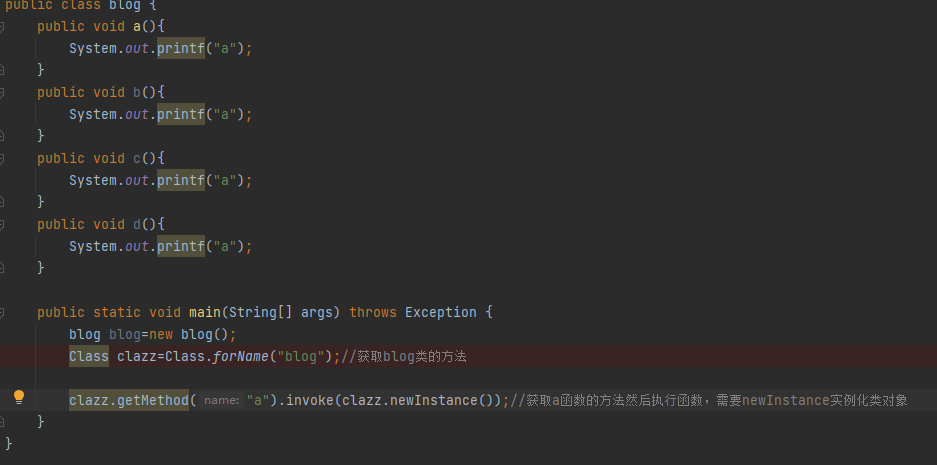 public class blog {
public void a(){
System.out.printf("a");
}
public void b(){
System.out.printf("a");
}
public void c(){
System.out.printf("a");
}
public void d(){
System.out.printf("a");
}
public static void main(String[] args) throws Exception {
blog blog=new blog();
Class clazz=Class.forName("blog");//获取blog类的方法
clazz.getMethod( name: "a").invoke(clazz.newInstance());//获取a函数的方法然后执行函数，需要newInstance实例化类对象
}
}